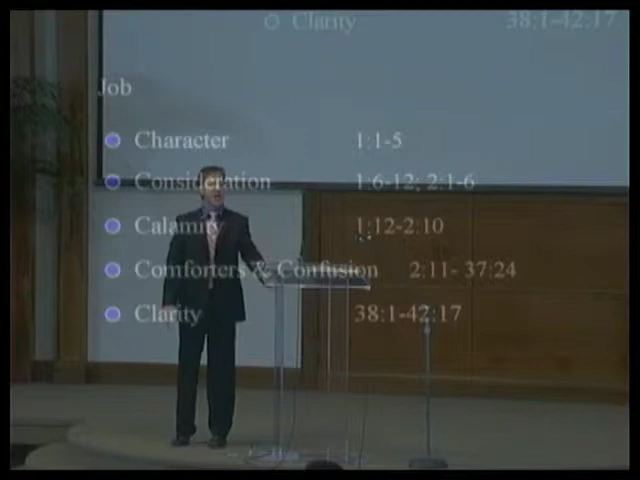 Clarity 38:1-42:17
Job
Character 1:1-5
Consideration 1:6-12; 2:1-6
Calamity 1:12-2:10
Comforters & Confusion 2:11- 37:24
Clarity 38:1-42:17